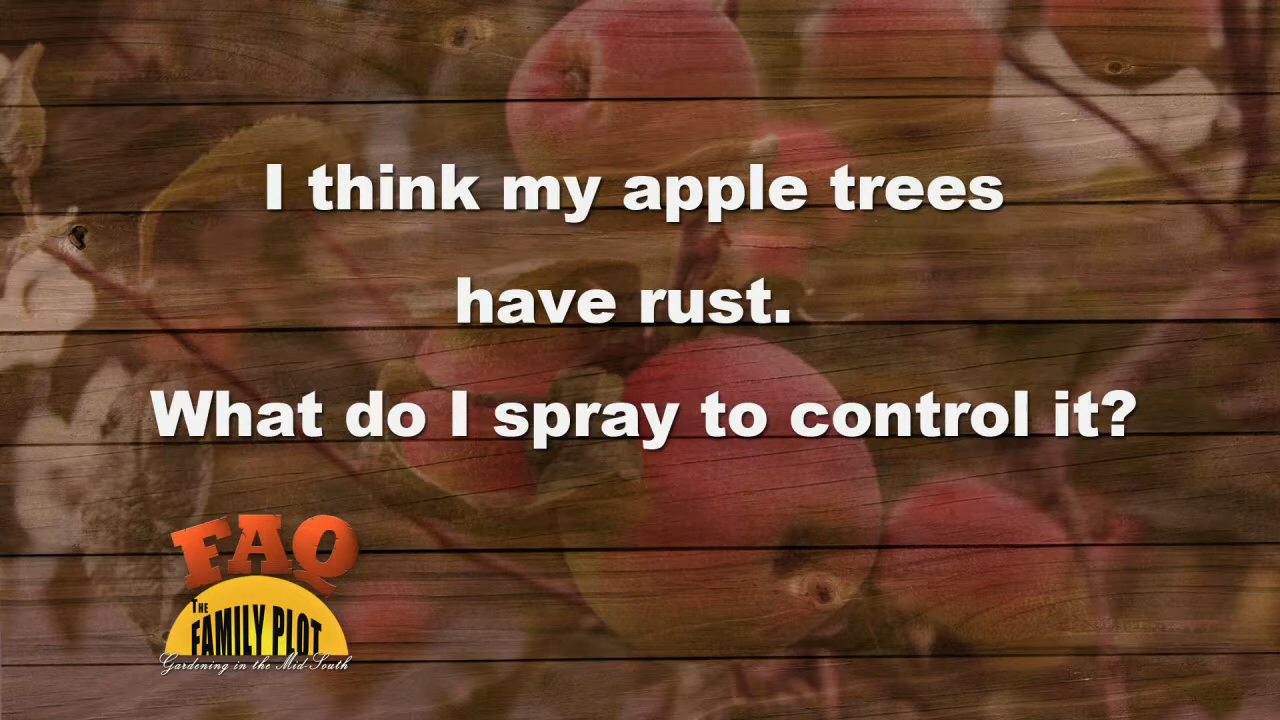 I think my apple trees
have rust.
What do I spray to control it?
FAQ
THE
FAMILY PLOT
Gardening in the Mid-South